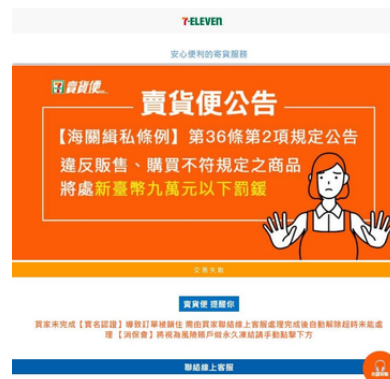 7-ELEVEN
安心便利的寄貨服務
賣貨便
賣貨便公告
【海關緝私條例】第36條第2項規定公告
違反販售、購買不符規定之商品
將處新臺幣九萬元以下罰鍰
交易失敗
賣貨便 提醒你
買家未完成【實名認證】導致訂單被鎖住 需由買家聯絡線上客服處理完成後自動解除超時未能處
理 【消保會】將視為風險賬戶做永久凍結請手動點擊下方
聯絡線上客服